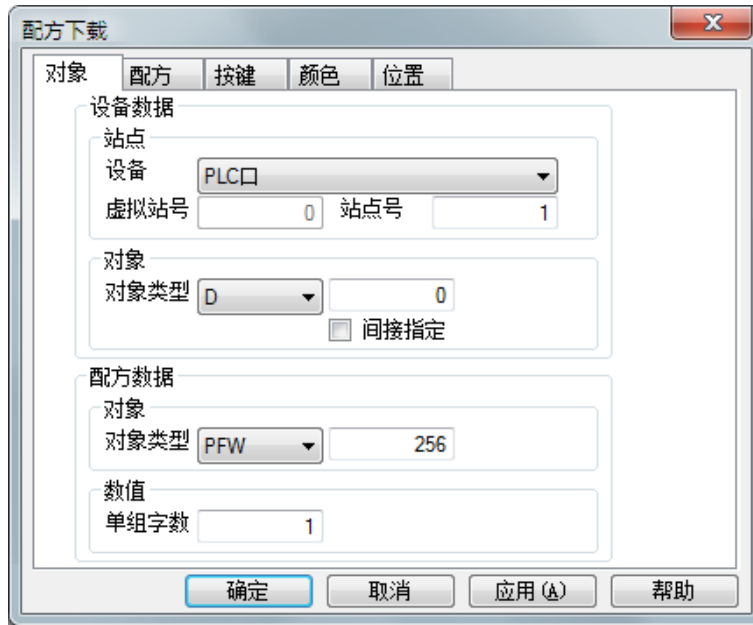 配方下载
对象 配方 按键 颜色 位置
设备数据
站点
设备 PLC口
虚拟站号 0 站点号 1
对象
对象类型 D 0
间接指定
配方数据
对象
对象类型 PFW 256
数值
单组字数 1
确定 取消 应用(A) 帮助